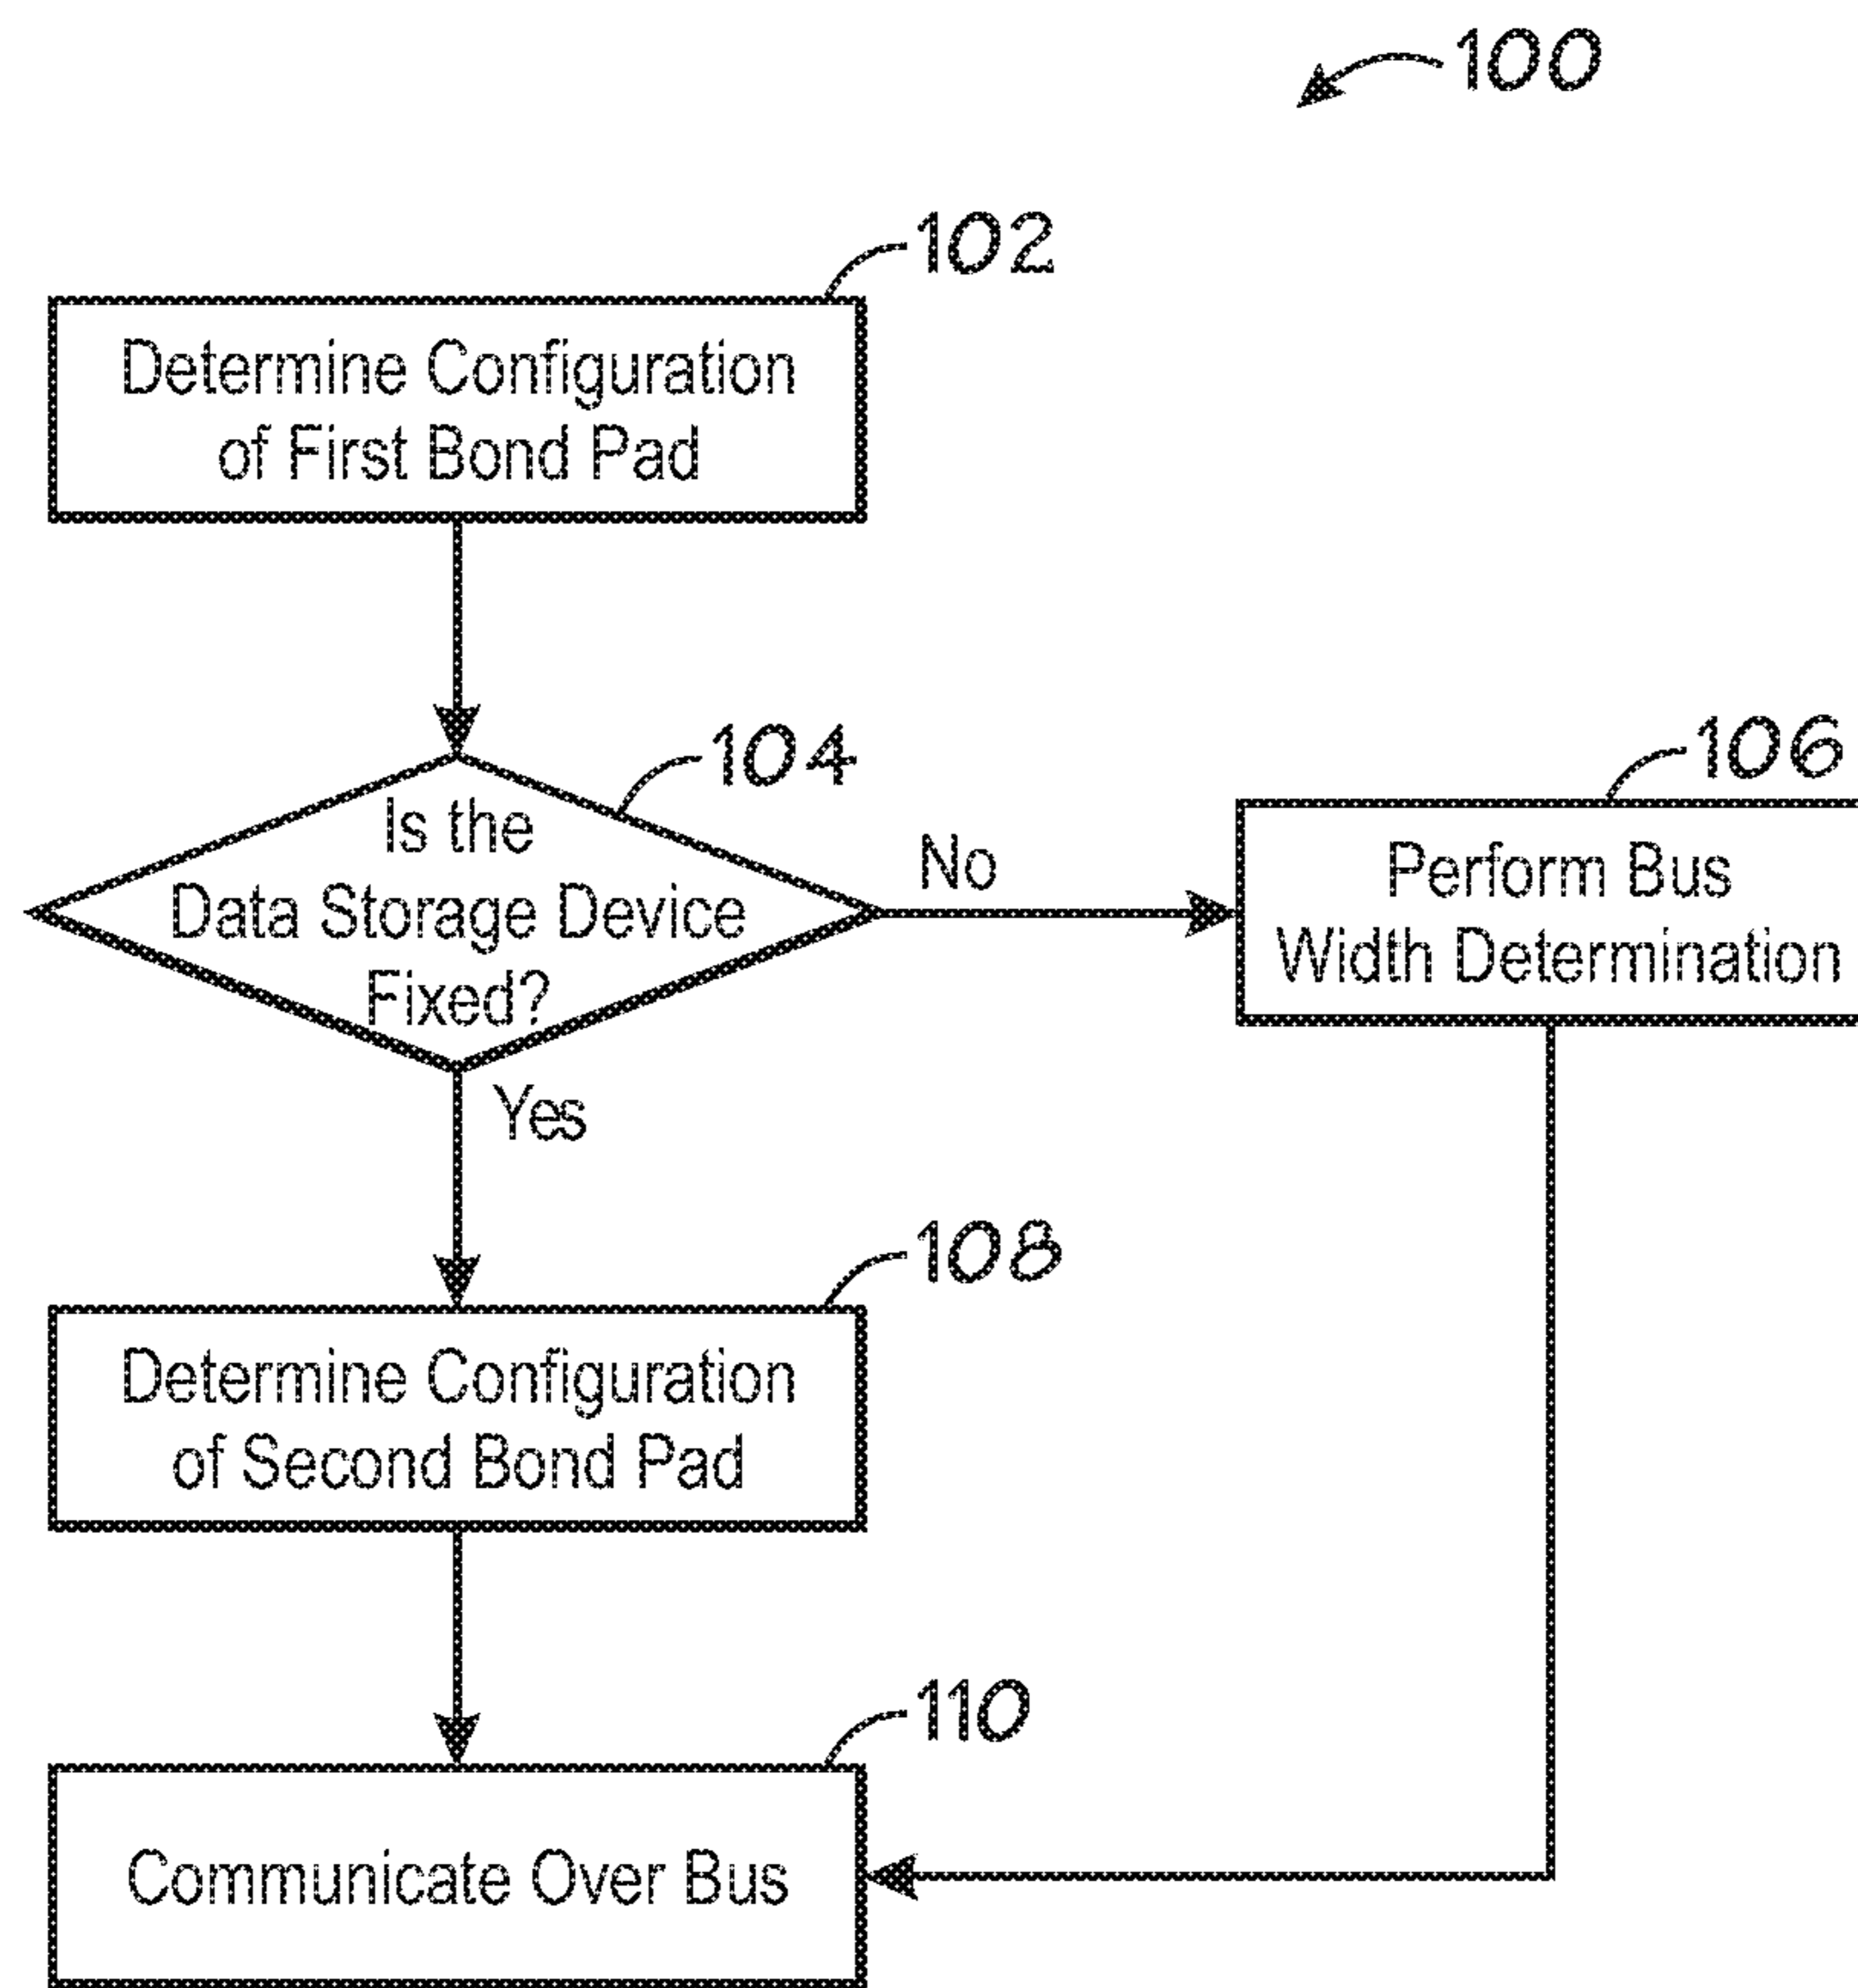 100
102
Determine Configuration
of First Bond Pad
104
Is the
Data Storage Device
Fixed?
No
106
Perform Bus
Width Determination
Yes
108
Determine Configuration
of Second Bond Pad
110
Communicate Over Bus